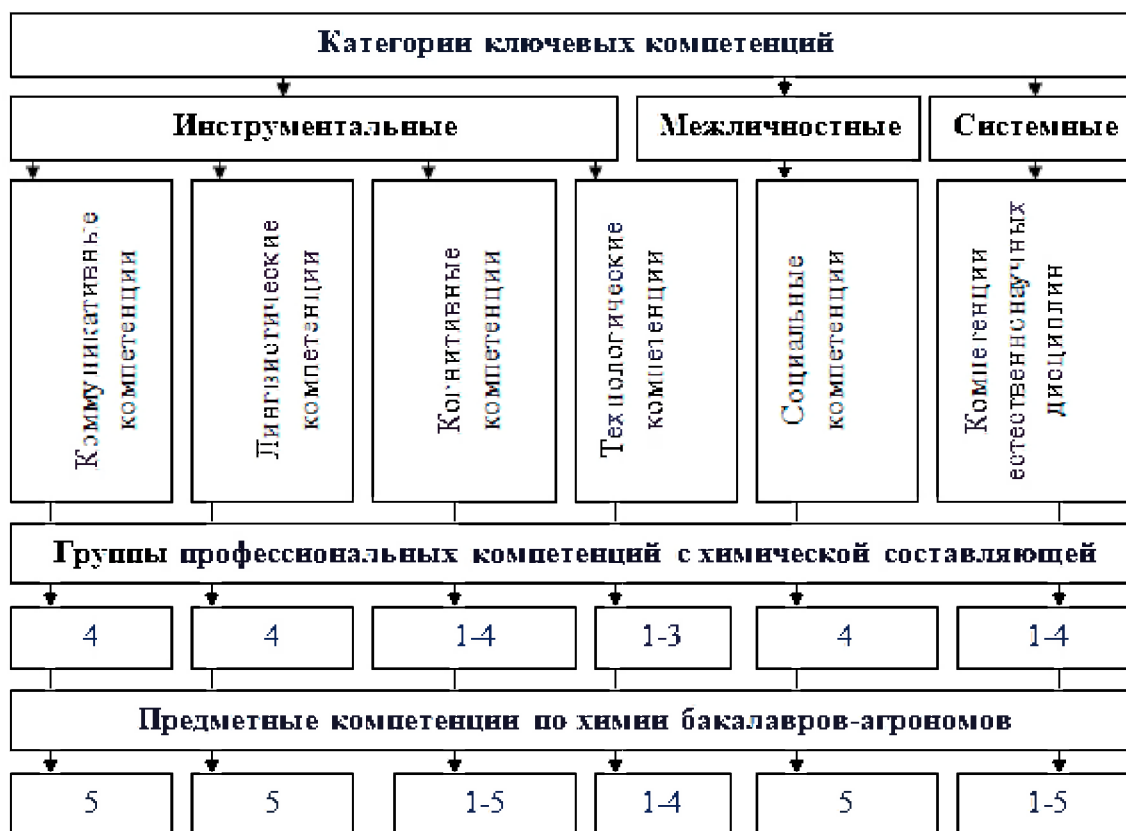 Категории ключевых компетенций
Инструментальные
Межличностные
Системные
Коммуникативные
компетенции
Лингвистические
компетенции
Когнитивные
компетенции
Технологические
компетенции
Социальные
компетенции
Компетенции
естественнонаучных
дисциплин
Группы профессиональных компетенций с химической составляющей
4
4
1-4
1-3
4
1-4
Предметные компетенции по химии бакалавров-агрономов
5
5
1-5
1-4
5
1-5